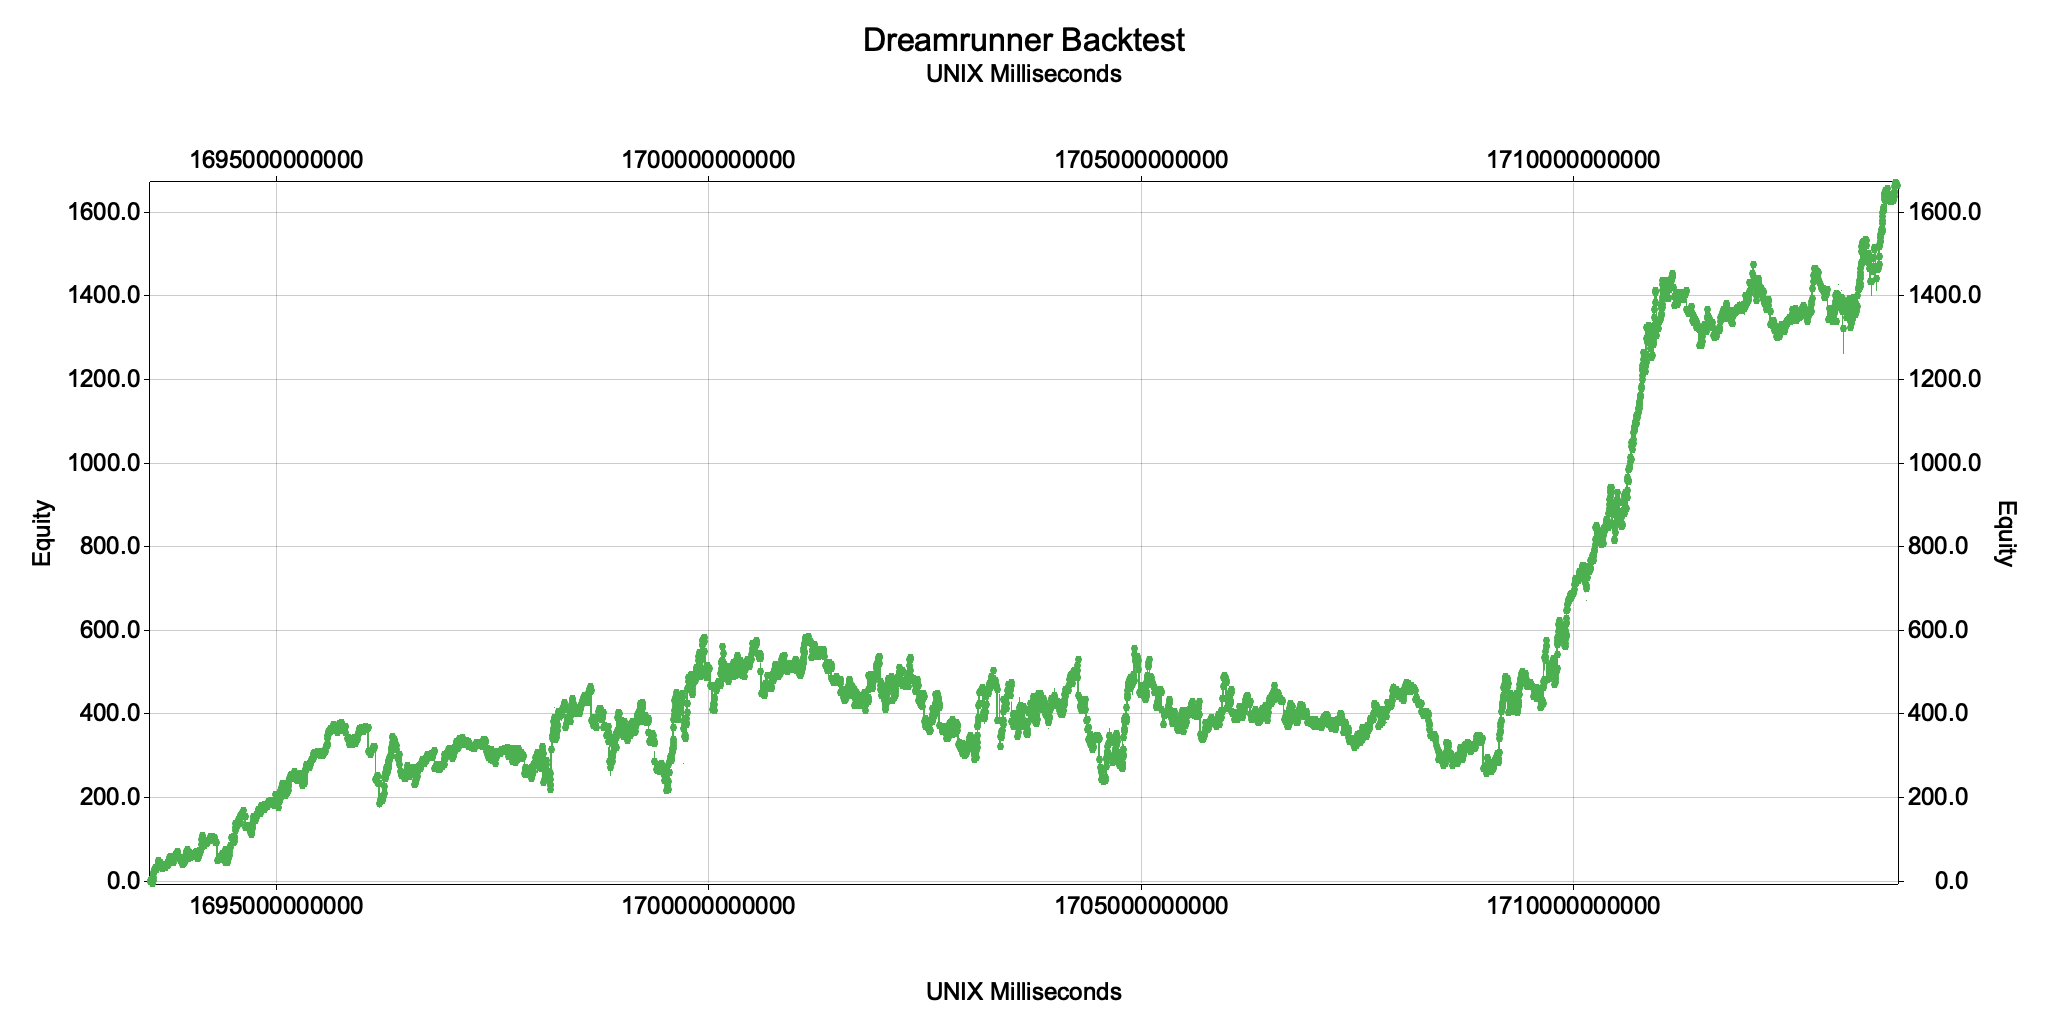 Dreamrunner Backtest
UNIX Milliseconds
1695000000000 1700000000000 1705000000000 1710000000000
1600.0 1600.0
1400.0 1400.0
1200.0 1200.0
1000.0 1000.0
Equity Equity
800.0 800.0
600.0 600.0
400.0 400.0
200.0 200.0
0.0 0.0
1695000000000 1700000000000 1705000000000 1710000000000
UNIX Milliseconds